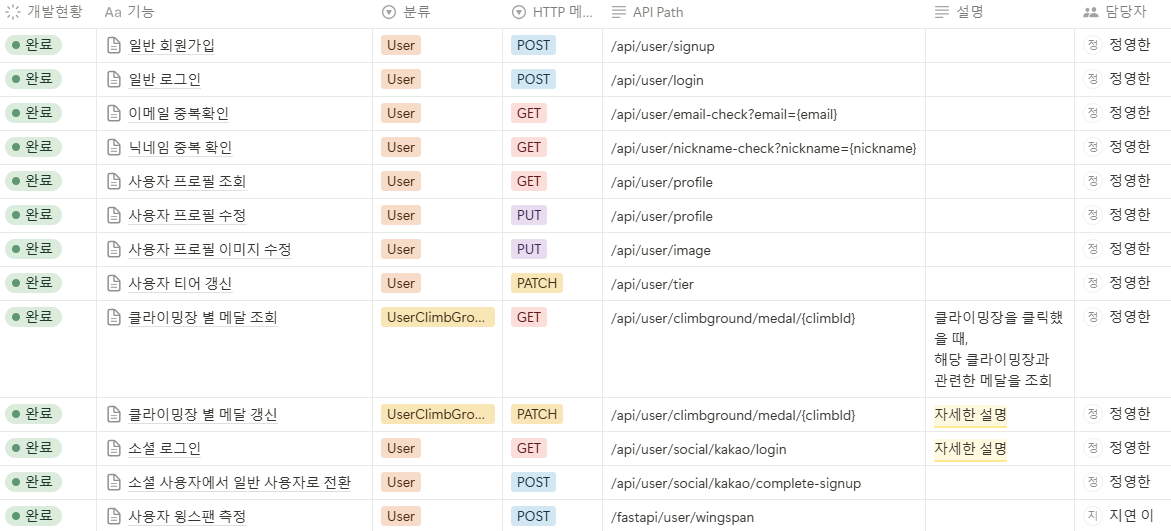 개발현황 Aa 기능 분류 HTTP 메... API Path 설명 담당자
완료 일반 회원가입 User POST /api/user/signup 정 정영한
완료 일반 로그인 User POST /api/user/login 정 정영한
완료 이메일 중복확인 User GET /api/user/email-check?email={email} 정 정영한
완료 닉네임 중복 확인 User GET /api/user/nickname-check?nickname={nickname} 정 정영한
완료 사용자 프로필 조회 User GET /api/user/profile 정 정영한
완료 사용자 프로필 수정 User PUT /api/user/profile 정 정영한
완료 사용자 프로필 이미지 수정 User PUT /api/user/image 정 정영한
완료 사용자 티어 갱신 User PATCH /api/user/tier 정 정영한
완료 클라이밍장 별 메달 조회 UserClimbGro... GET /api/user/climbground/medal/{climbId} 클라이밍장을 클릭했 정 정영한
을 때,
해당 클라이밍장과
관련한 메달을 조회
완료 클라이밍장 별 메달 갱신 UserClimbGro... PATCH /api/user/climbground/medal/{climbId} 자세한 설명 정 정영한
완료 소셜 로그인 User GET /api/user/social/kakao/login 자세한 설명 정 정영한
완료 소셜 사용자에서 일반 사용자로 전환 User POST /api/user/social/kakao/complete-signup 정 정영한
완료 사용자 윙스팬 측정 User POST /fastapi/user/wingspan 지 지연 이